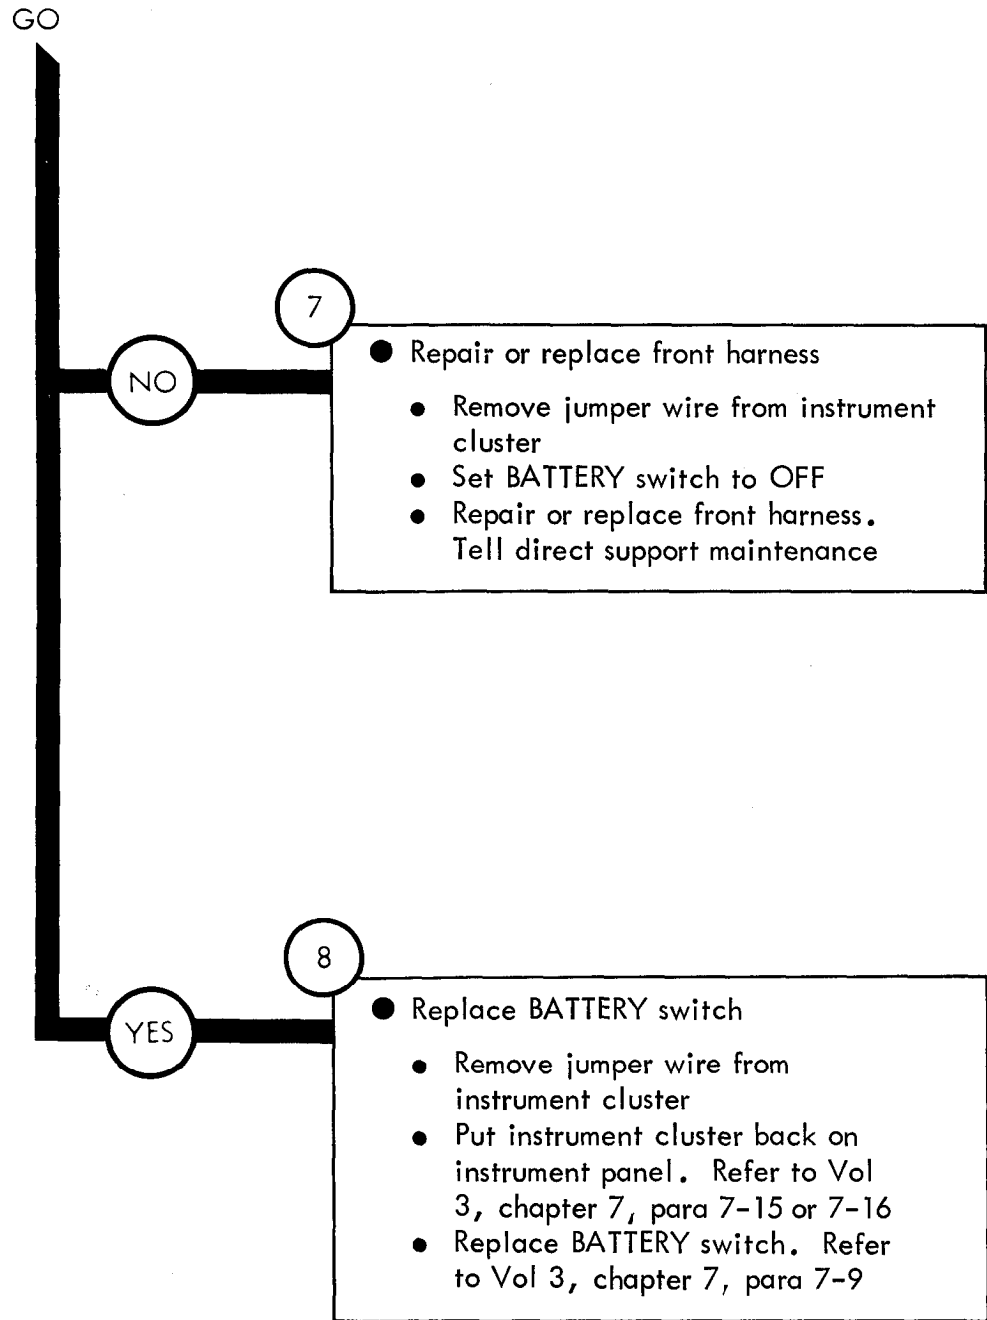 GO
7
NO
● Repair or replace front harness
● Remove jumper wire from instrument
cluster
● Set BATTERY switch to OFF
● Repair or replace front harness.
Tell direct support maintenance
8
YES
● Replace BATTERY switch
● Remove jumper wire from
instrument cluster
● Put instrument cluster back on
instrument panel. Refer to Vol
3, chapter 7, para 7-15 or 7-16
● Replace BATTERY switch. Refer
to Vol 3, chapter 7, para 7-9